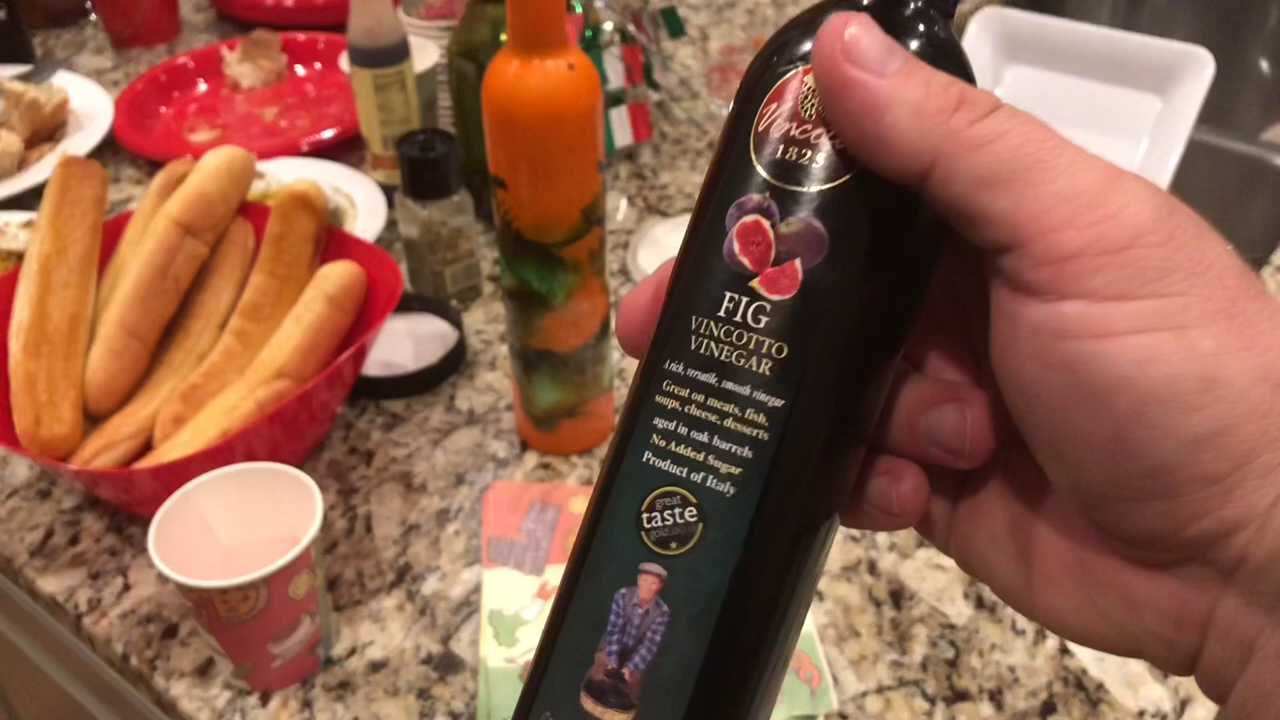 1825
FIG
VINCOTTO
VINEGAR
A rich, versatile, smooth vinegar
Great on meats, fish,
soups, cheese, desserts
aged in oak barrels
No Added Sugar
Product of Italy
great
taste
gold